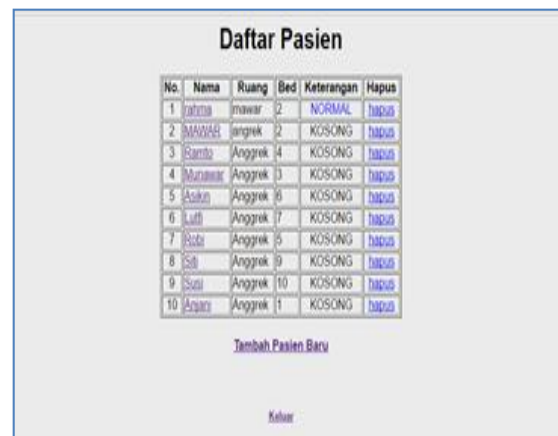 Daftar Pasien
No. Nama Ruang Bed Keterangan Hapus
1 rahma mawar 2 NORMAL hapus
2 MAWAR angrek 2 KOSONG hapus
3 Ramto Anggrek 4 KOSONG hapus
4 Munawar Anggrek 3 KOSONG hapus
5 Asikin Anggrek 6 KOSONG hapus
6 Lutfi Anggrek 7 KOSONG hapus
7 Robi Anggrek 5 KOSONG hapus
8 Siti Anggrek 9 KOSONG hapus
9 Susi Anggrek 10 KOSONG hapus
10 Anjani Anggrek 1 KOSONG hapus
Tambah Pasien Baru
Keluar